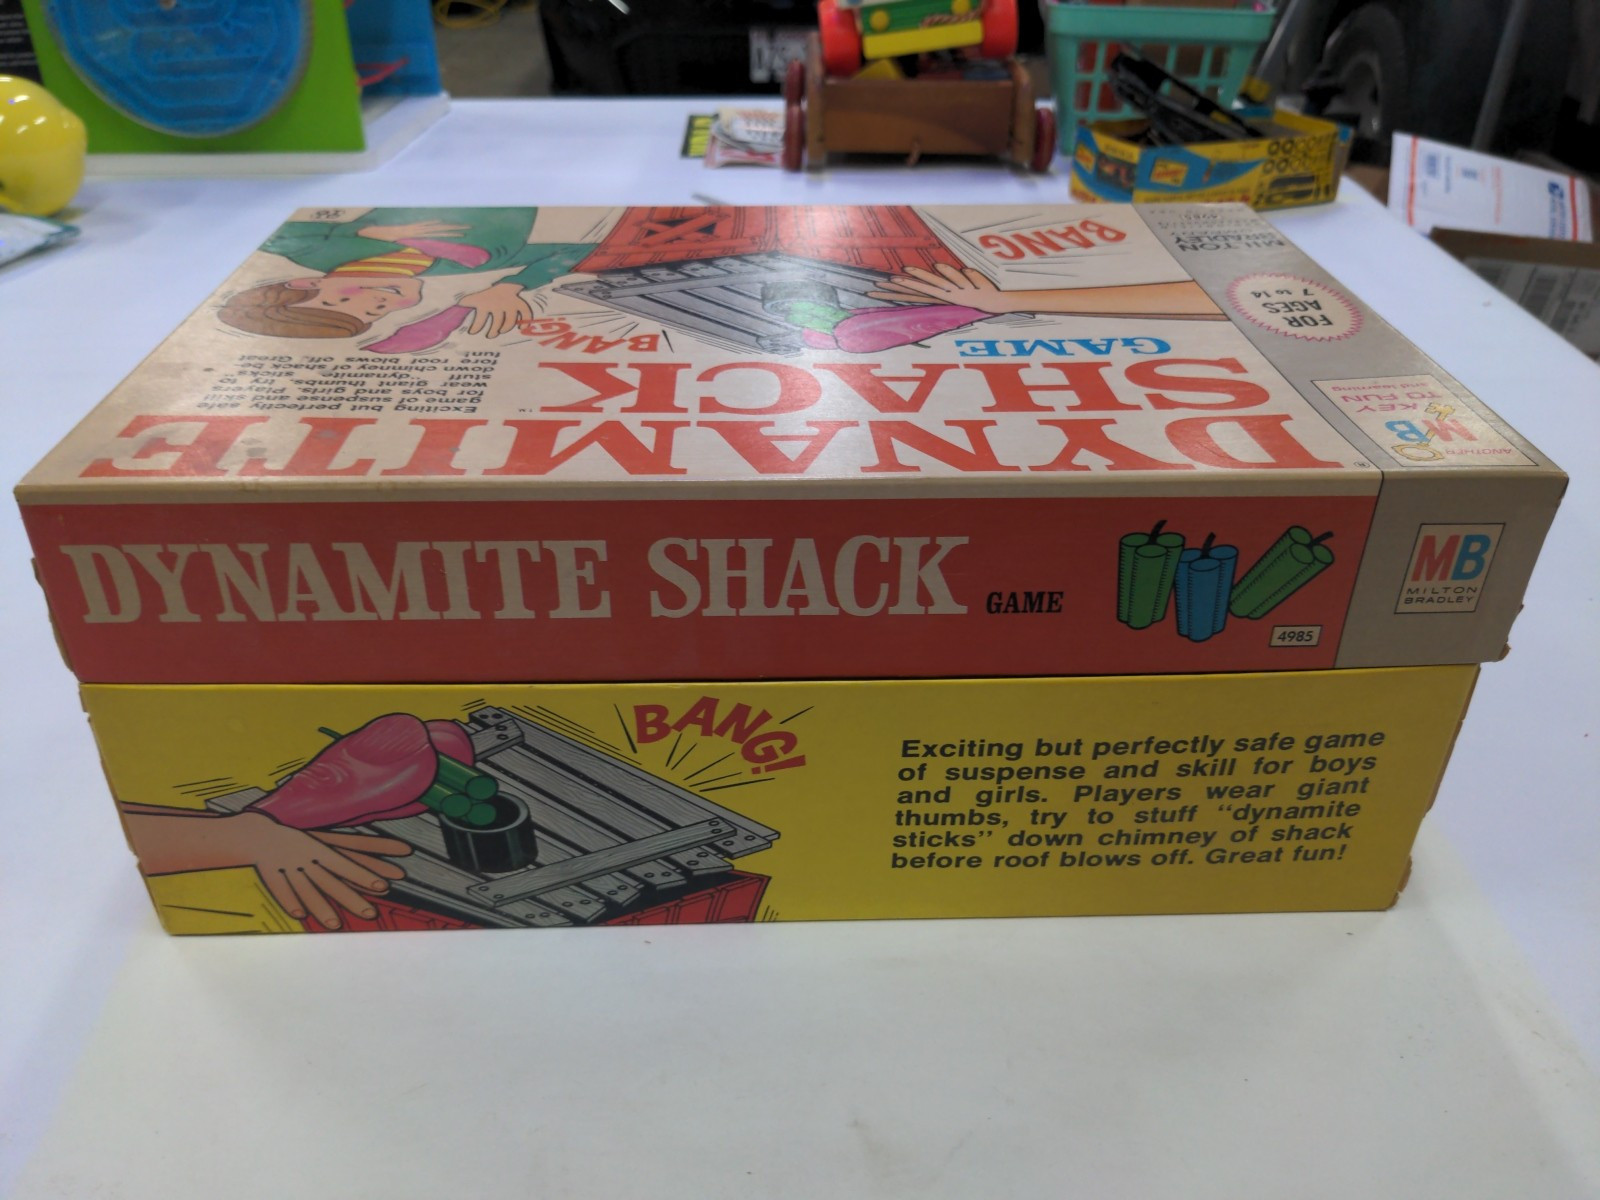 DYNAMITE
SHACK™
GAME
Exciting but perfectly safe
game of suspense and skill
for boys and girls. Players
wear giant thumbs, try to
stuff "dynamite sticks"
down chimney of shack be-
fore roof blows off. Great
fun!
BANG!
BANG
MILTON
BRADLEY
4985
FOR
AGES
7 to 14
ANOTHER
MB
KEY
TO FUN
and learning
®
DYNAMITE SHACK GAME
4985
MB
MILTON
BRADLEY
BANG!
Exciting but perfectly safe game
of suspense and skill for boys
and girls. Players wear giant
thumbs, try to stuff "dynamite
sticks" down chimney of shack
before roof blows off. Great fun!